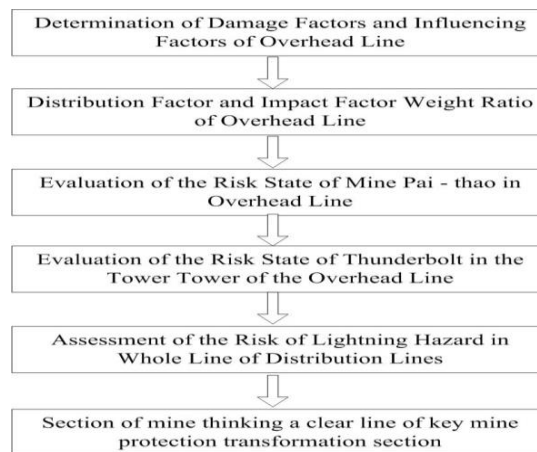 Determination of Damage Factors and Influencing
Factors of Overhead Line
Distribution Factor and Impact Factor Weight Ratio
of Overhead Line
Evaluation of the Risk State of Mine Pai - thao in
Overhead Line
Evaluation of the Risk State of Thunderbolt in the
Tower Tower of the Overhead Line
Assessment of the Risk of Lightning Hazard in
Whole Line of Distribution Lines
Section of mine thinking a clear line of key mine
protection transformation section